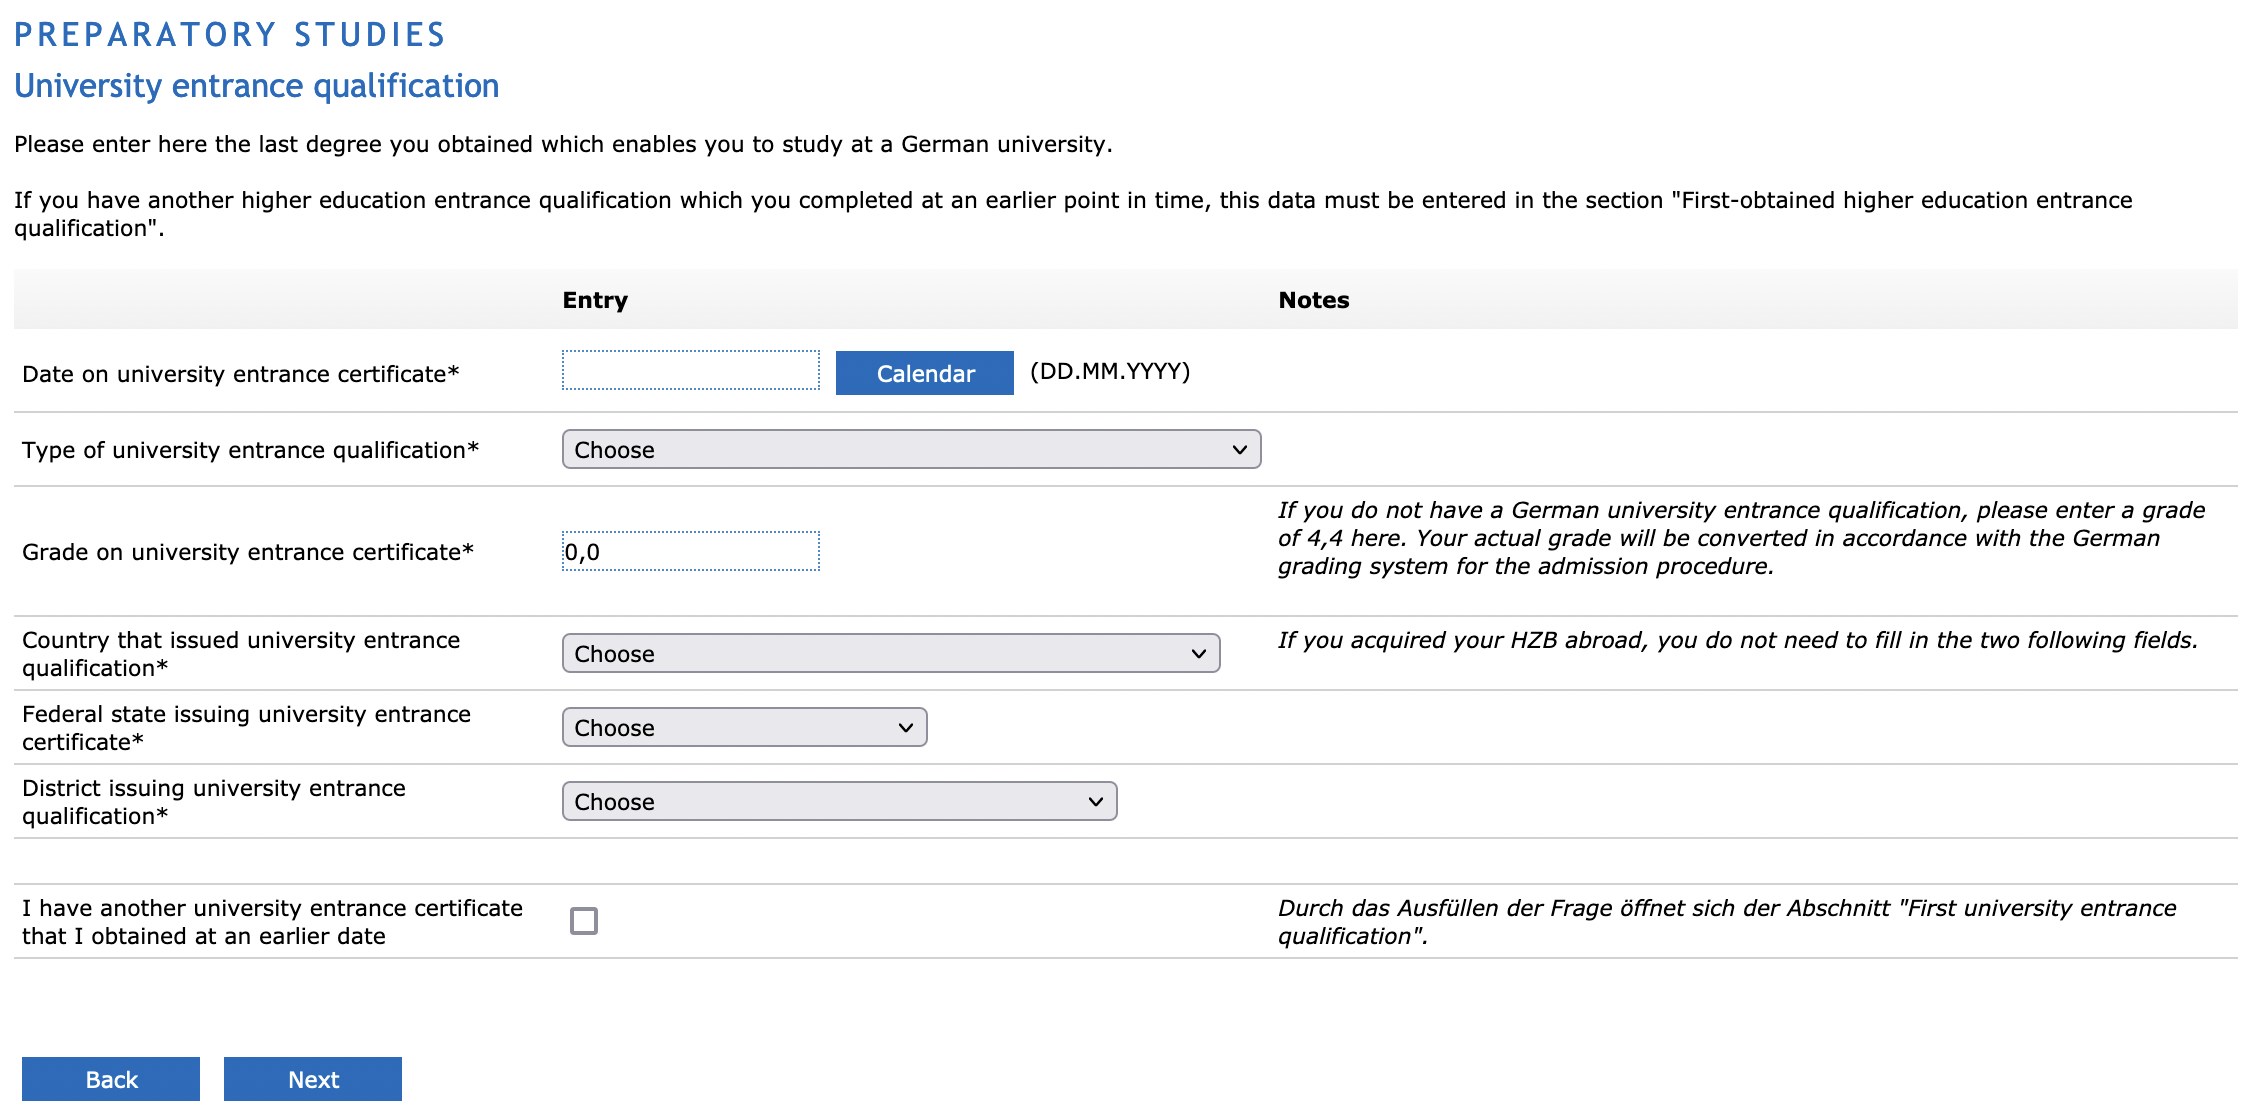 PREPARATORY STUDIES
University entrance qualification
Please enter here the last degree you obtained which enables you to study at a German university.
If you have another higher education entrance qualification which you completed at an earlier point in time, this data must be entered in the section "First-obtained higher education entrance
qualification".
Entry Notes
Date on university entrance certificate* Calendar (DD.MM.YYYY)
Type of university entrance qualification* Choose
Grade on university entrance certificate* 0,0
If you do not have a German university entrance qualification, please enter a grade
of 4,4 here. Your actual grade will be converted in accordance with the German
grading system for the admission procedure.
Country that issued university entrance
qualification*
Choose
If you acquired your HZB abroad, you do not need to fill in the two following fields.
Federal state issuing university entrance
certificate*
Choose
District issuing university entrance
qualification*
Choose
I have another university entrance certificate
that I obtained at an earlier date
Durch das Ausfüllen der Frage öffnet sich der Abschnitt "First university entrance
qualification".
Back Next